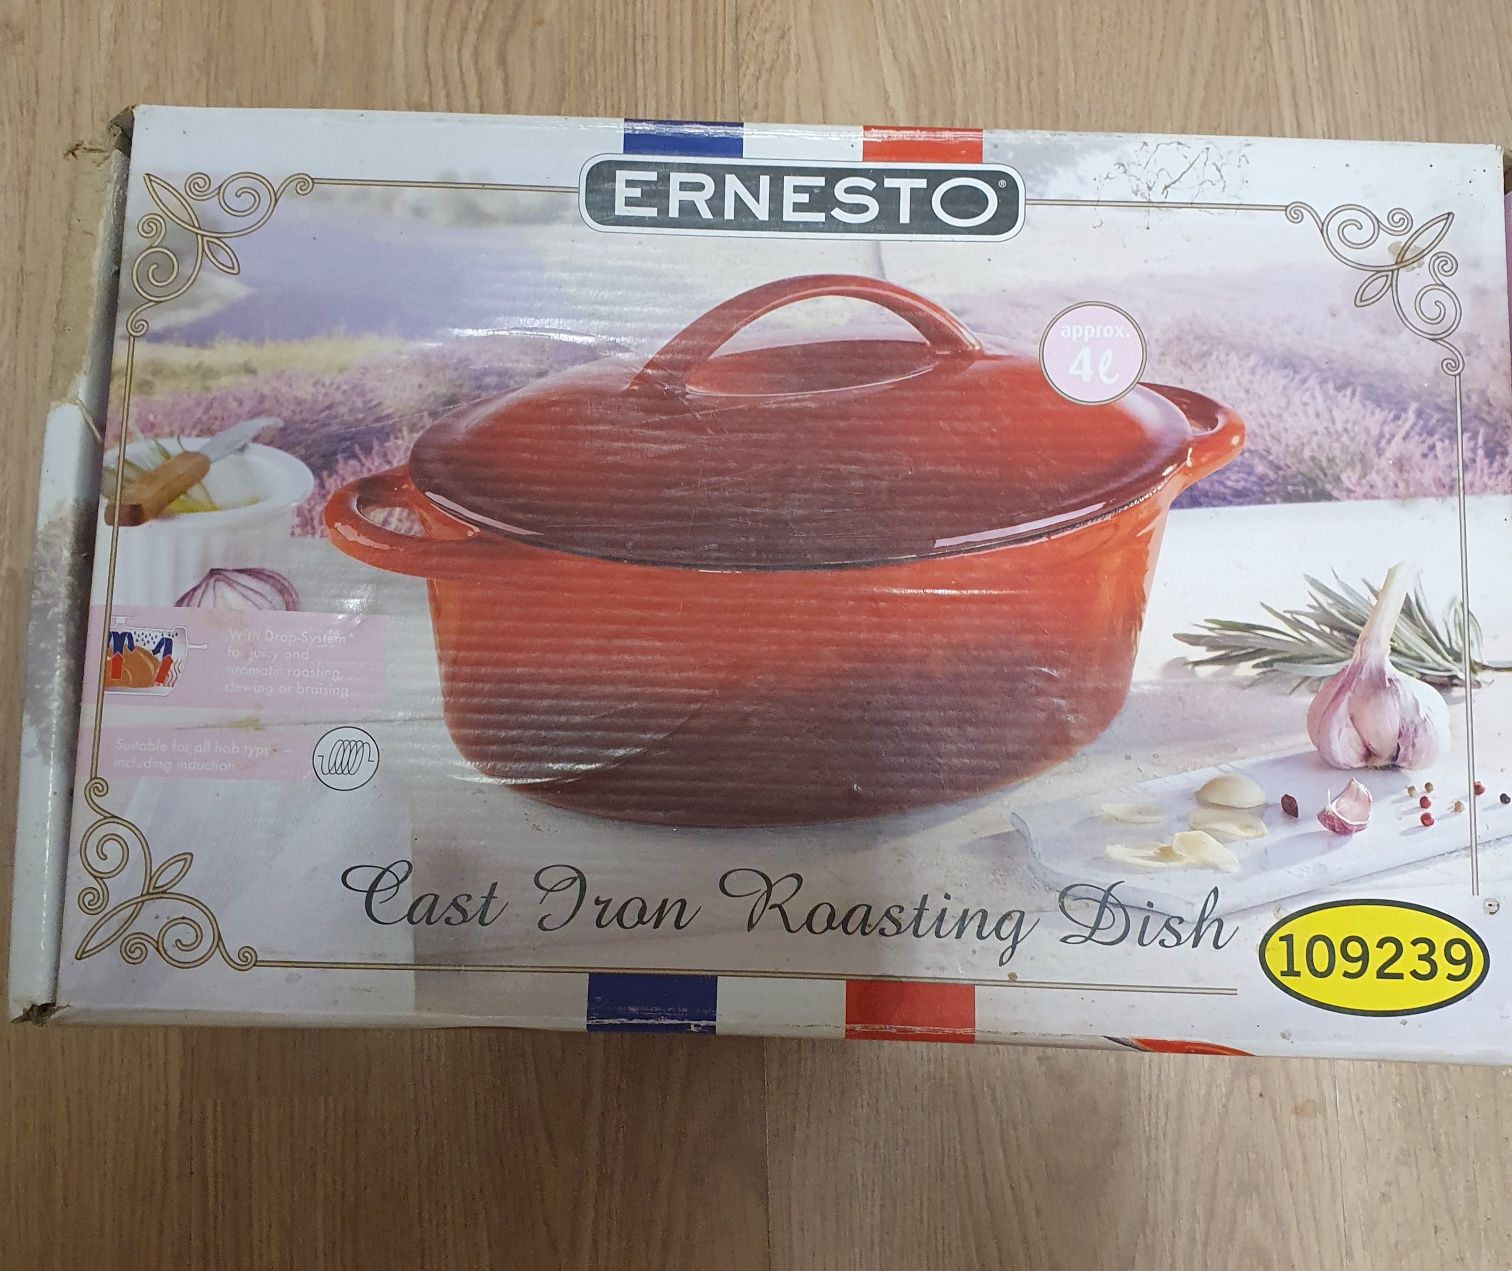 ERNESTO®
approx.
4ℓ
With Drop-System
for juicy and
aromatic roasting,
stewing or braising
Suitable for all hob types –
including induction
Cast Iron Roasting Dish
109239